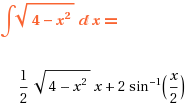 ∫√(4 − x²) dx =
1/2 √(4 − x²) x + 2 sin⁻¹(x/2)